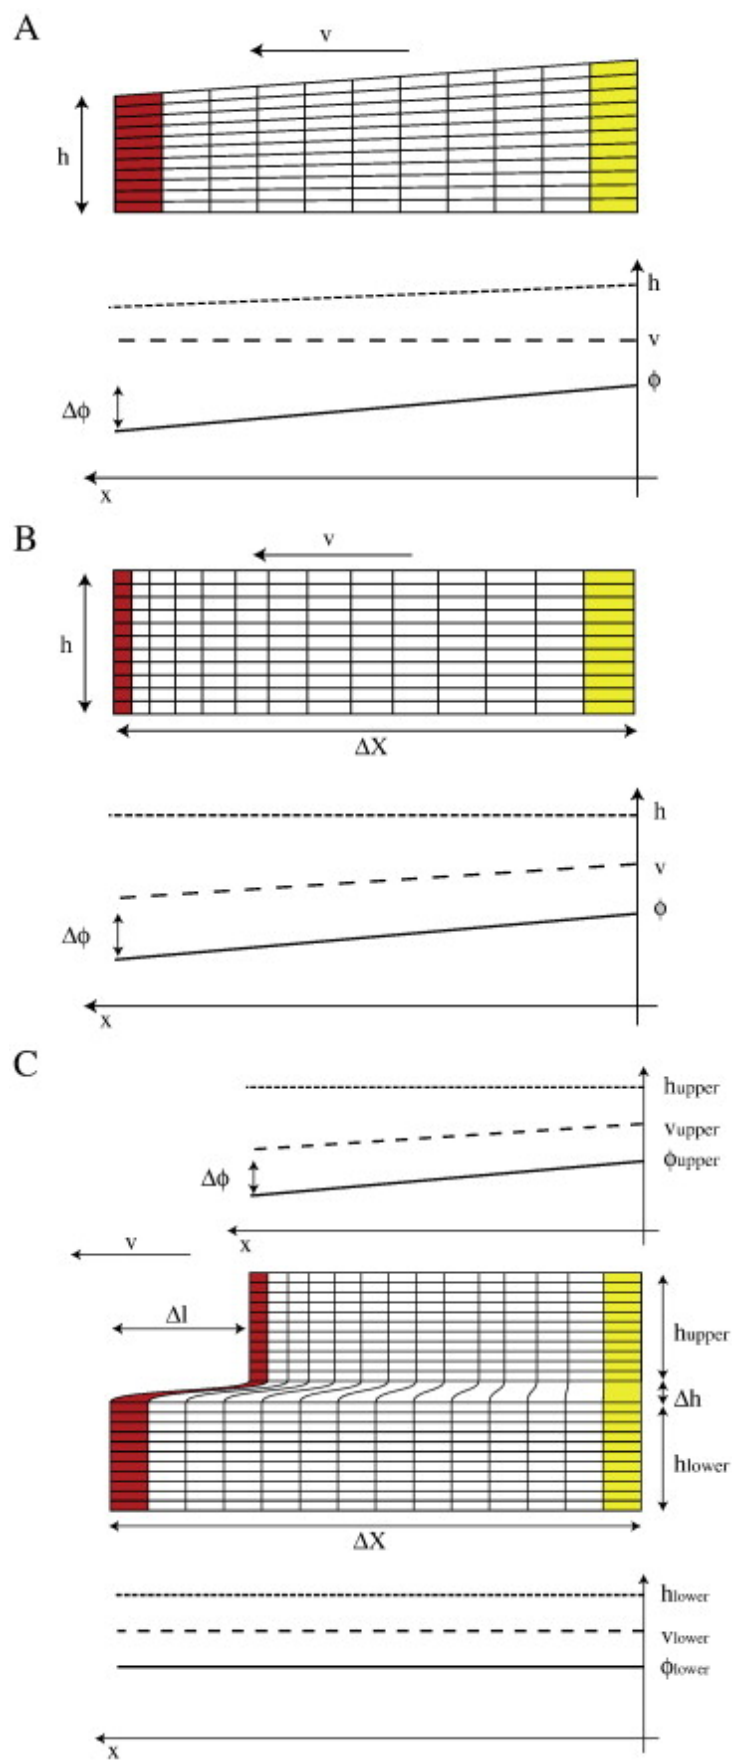 A
v
h
h
v
ϕ
Δϕ
x
B
v
h
ΔX
h
v
ϕ
Δϕ
x
C
hupper
vupper
ϕupper
Δϕ
x
v
Δl
hupper
Δh
hlower
ΔX
hlower
vlower
ϕlower
x